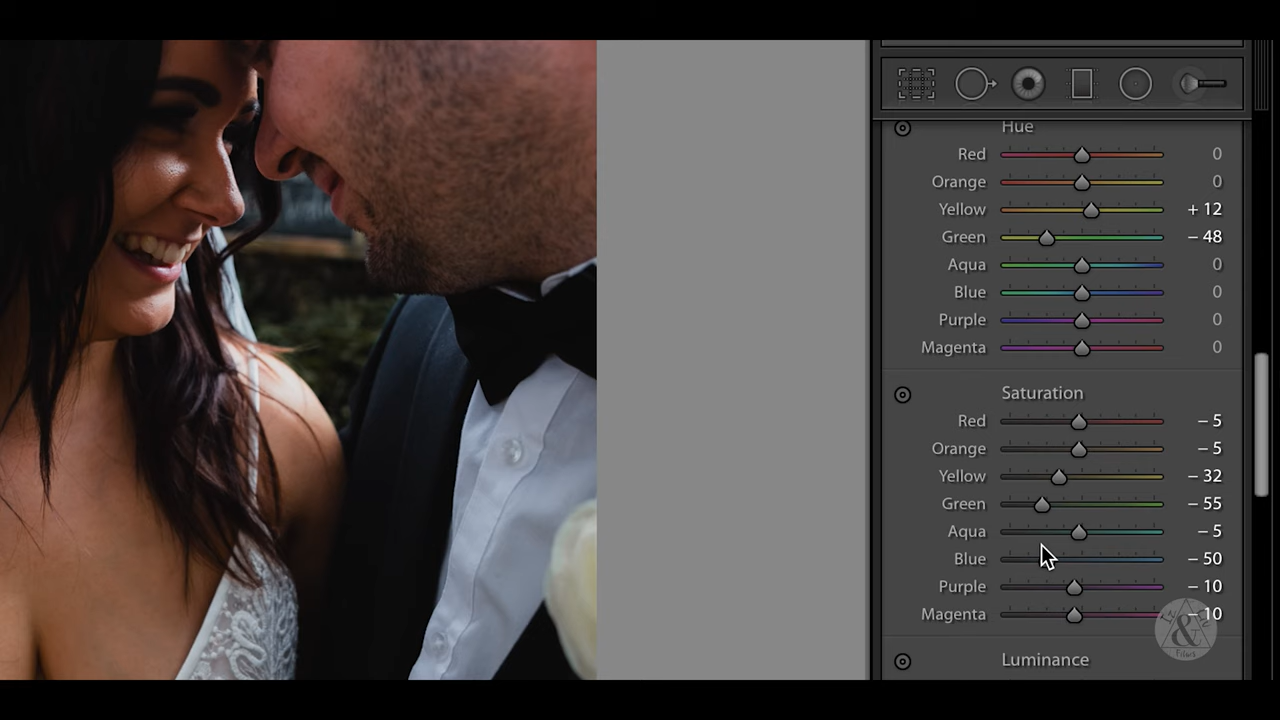 Hue
Red 0
Orange 0
Yellow + 12
Green – 48
Aqua 0
Blue 0
Purple 0
Magenta 0
Saturation
Red – 5
Orange – 5
Yellow – 32
Green – 55
Aqua – 5
Blue – 50
Purple – 10
Magenta – 10
&
Films
Luminance